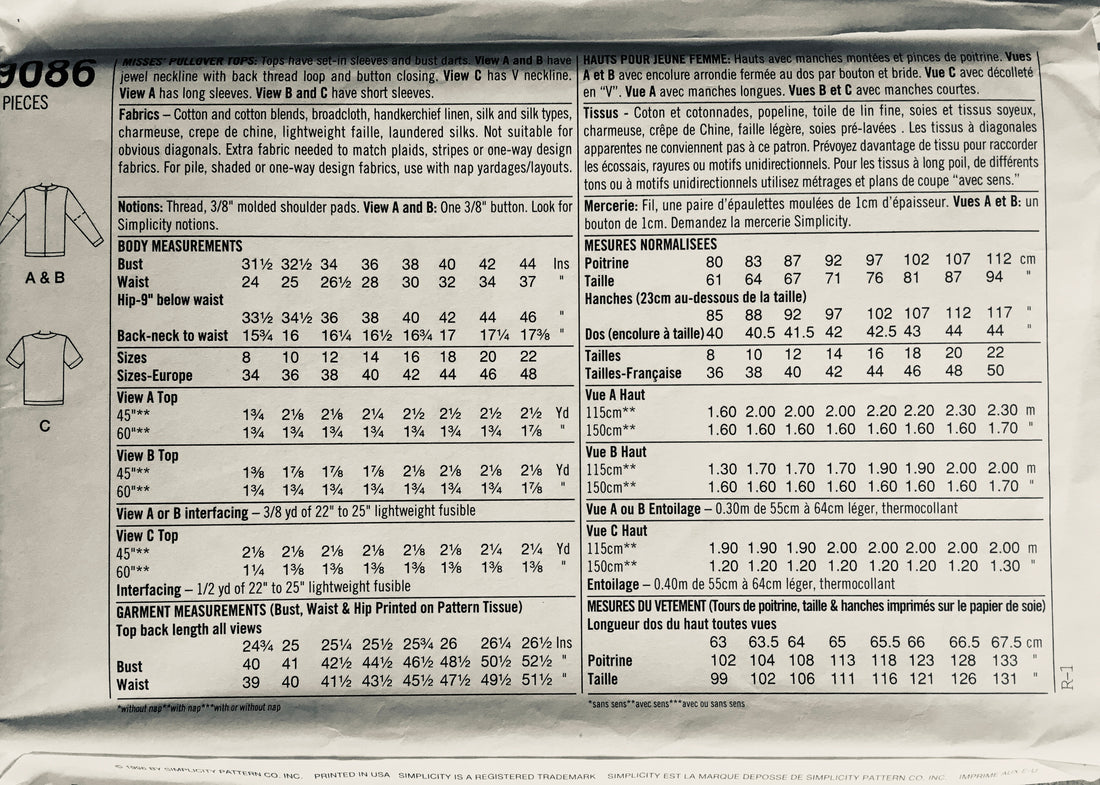 9086
PIECES
A & B
C
MISSES' PULLOVER TOPS: Tops have set-in sleeves and bust darts. View A and B have
jewel neckline with back thread loop and button closing. View C has V neckline.
View A has long sleeves. View B and C have short sleeves.
Fabrics – Cotton and cotton blends, broadcloth, handkerchief linen, silk and silk types,
charmeuse, crepe de chine, lightweight faille, laundered silks. Not suitable for
obvious diagonals. Extra fabric needed to match plaids, stripes or one-way design
fabrics. For pile, shaded or one-way design fabrics, use with nap yardages/layouts.
Notions: Thread, 3/8" molded shoulder pads. View A and B: One 3/8" button. Look for
Simplicity notions.
BODY MEASUREMENTS
Bust 31½ 32½ 34 36 38 40 42 44 Ins
Waist 24 25 26½ 28 30 32 34 37 "
Hip-9" below waist
33½ 34½ 36 38 40 42 44 46 "
Back-neck to waist 15¾ 16 16¼ 16½ 16¾ 17 17¼ 17⅜ "
Sizes 8 10 12 14 16 18 20 22
Sizes-Europe 34 36 38 40 42 44 46 48
View A Top
45"** 1¾ 2⅛ 2⅛ 2¼ 2½ 2½ 2½ 2½ Yd
60"** 1¾ 1¾ 1¾ 1¾ 1¾ 1¾ 1¾ 1⅞ "
View B Top
45"** 1⅜ 1⅞ 1⅞ 1⅞ 2⅛ 2⅛ 2⅛ 2⅛ Yd
60"** 1¾ 1¾ 1¾ 1¾ 1¾ 1¾ 1¾ 1⅞ "
View A or B interfacing – 3/8 yd of 22" to 25" lightweight fusible
View C Top
45"** 2⅛ 2⅛ 2⅛ 2⅛ 2⅛ 2⅛ 2¼ 2¼ Yd
60"** 1¼ 1⅜ 1⅜ 1⅜ 1⅜ 1⅜ 1⅜ 1⅜ "
Interfacing – 1/2 yd of 22" to 25" lightweight fusible
GARMENT MEASUREMENTS (Bust, Waist & Hip Printed on Pattern Tissue)
Top back length all views
24¾ 25 25¼ 25½ 25¾ 26 26¼ 26½ Ins
Bust 40 41 42½ 44½ 46½ 48½ 50½ 52½ "
Waist 39 40 41½ 43½ 45½ 47½ 49½ 51½ "
*without nap**with nap***with or without nap
HAUTS POUR JEUNE FEMME: Hauts avec manches montées et pinces de poitrine. Vues
A et B avec encolure arrondie fermée au dos par bouton et bride. Vue C avec décolleté
en "V". Vue A avec manches longues. Vues B et C avec manches courtes.
Tissus - Coton et cotonnades, popeline, toile de lin fine, soies et tissus soyeux,
charmeuse, crêpe de Chine, faille légère, soies pré-lavées . Les tissus à diagonales
apparentes ne conviennent pas à ce patron. Prévoyez davantage de tissu pour raccorder
les écossais, rayures ou motifs unidirectionnels. Pour les tissus à long poil, de différents
tons ou à motifs unidirectionnels utilisez métrages et plans de coupe "avec sens."
Mercerie: Fil, une paire d'épaulettes moulées de 1cm d'épaisseur. Vues A et B: un
bouton de 1cm. Demandez la mercerie Simplicity.
MESURES NORMALISEES
Poitrine 80 83 87 92 97 102 107 112 cm
Taille 61 64 67 71 76 81 87 94 "
Hanches (23cm au-dessous de la taille)
85 88 92 97 102 107 112 117 "
Dos (encolure à taille) 40 40.5 41.5 42 42.5 43 44 44 "
Tailles 8 10 12 14 16 18 20 22
Tailles-Française 36 38 40 42 44 46 48 50
Vue A Haut
115cm** 1.60 2.00 2.00 2.00 2.20 2.20 2.30 2.30 m
150cm** 1.60 1.60 1.60 1.60 1.60 1.60 1.60 1.70 "
Vue B Haut
115cm** 1.30 1.70 1.70 1.70 1.90 1.90 2.00 2.00 m
150cm** 1.60 1.60 1.60 1.60 1.60 1.60 1.60 1.70 "
Vue A ou B Entoilage – 0.30m de 55cm à 64cm léger, thermocollant
Vue C Haut
115cm** 1.90 1.90 1.90 2.00 2.00 2.00 2.00 2.00 m
150cm** 1.20 1.20 1.20 1.20 1.20 1.20 1.20 1.30 "
Entoilage – 0.40m de 55cm à 64cm léger, thermocollant
MESURES DU VETEMENT (Tours de poitrine, taille & hanches imprimés sur le papier de soie)
Longueur dos du haut toutes vues
63 63.5 64 65 65.5 66 66.5 67.5 cm
Poitrine 102 104 108 113 118 123 128 133 "
Taille 99 102 106 111 116 121 126 131 "
*sans sens**avec sens***avec ou sans sens
R-1
© 1996 BY SIMPLICITY PATTERN CO. INC. PRINTED IN USA SIMPLICITY IS A REGISTERED TRADEMARK SIMPLICITY EST LA MARQUE DEPOSSE DE SIMPLICITY PATTERN CO. INC. IMPRIME AUX E-U